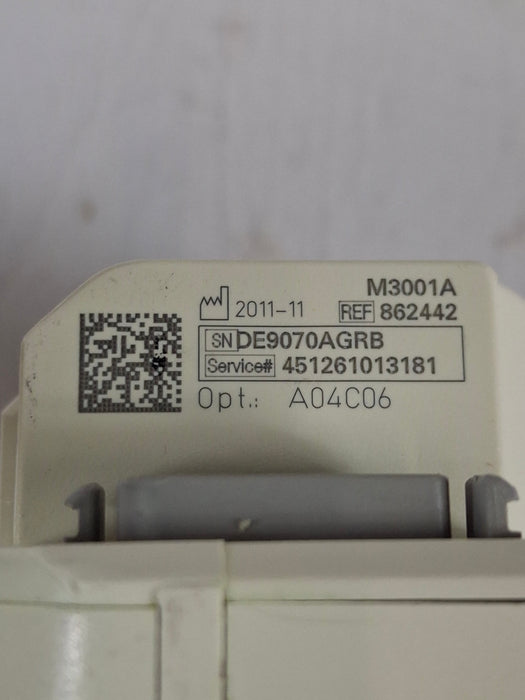 M3001A
2011-11 REF 862442
SN DE9070AGRB
Service# 451261013181
Opt.: A04C06